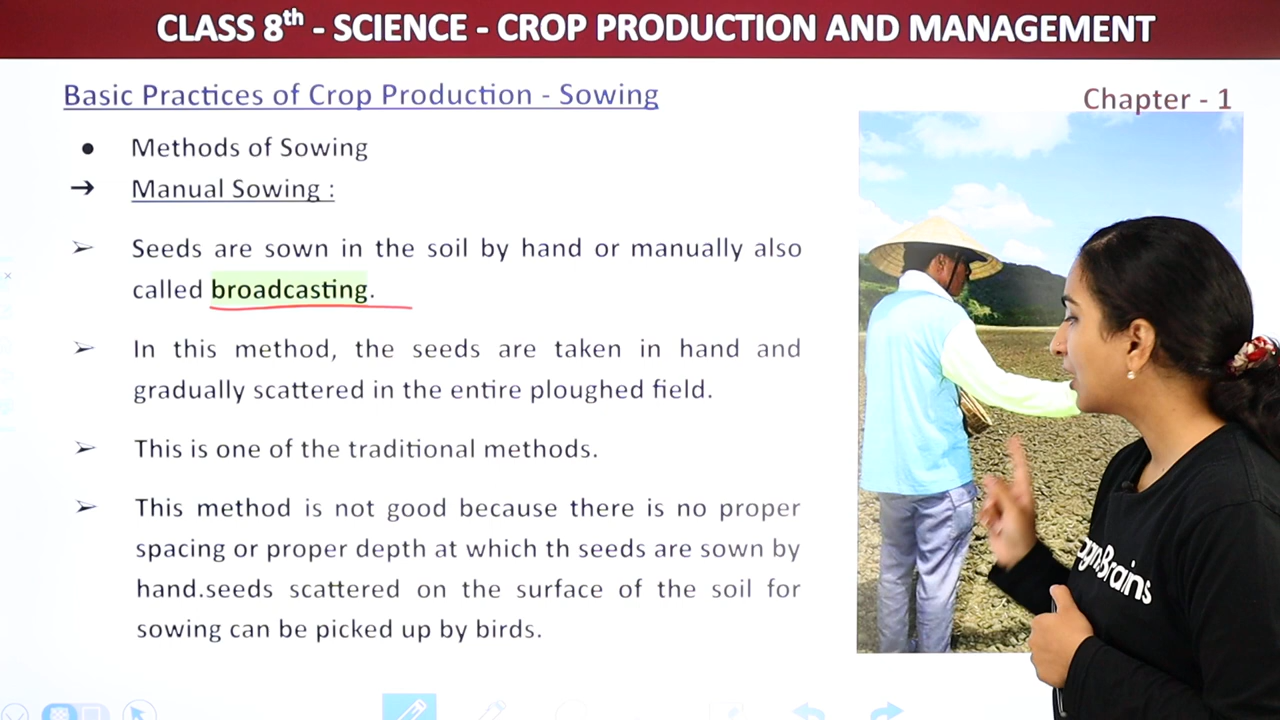 CLASS 8th - SCIENCE - CROP PRODUCTION AND MANAGEMENT
Basic Practices of Crop Production - Sowing
Chapter - 1
● Methods of Sowing
➔ Manual Sowing :
➢ Seeds are sown in the soil by hand or manually also
called broadcasting.
➢ In this method, the seeds are taken in hand and
gradually scattered in the entire ploughed field.
➢ This is one of the traditional methods.
➢ This method is not good because there is no proper
spacing or proper depth at which th seeds are sown by
hand.seeds scattered on the surface of the soil for
sowing can be picked up by birds.